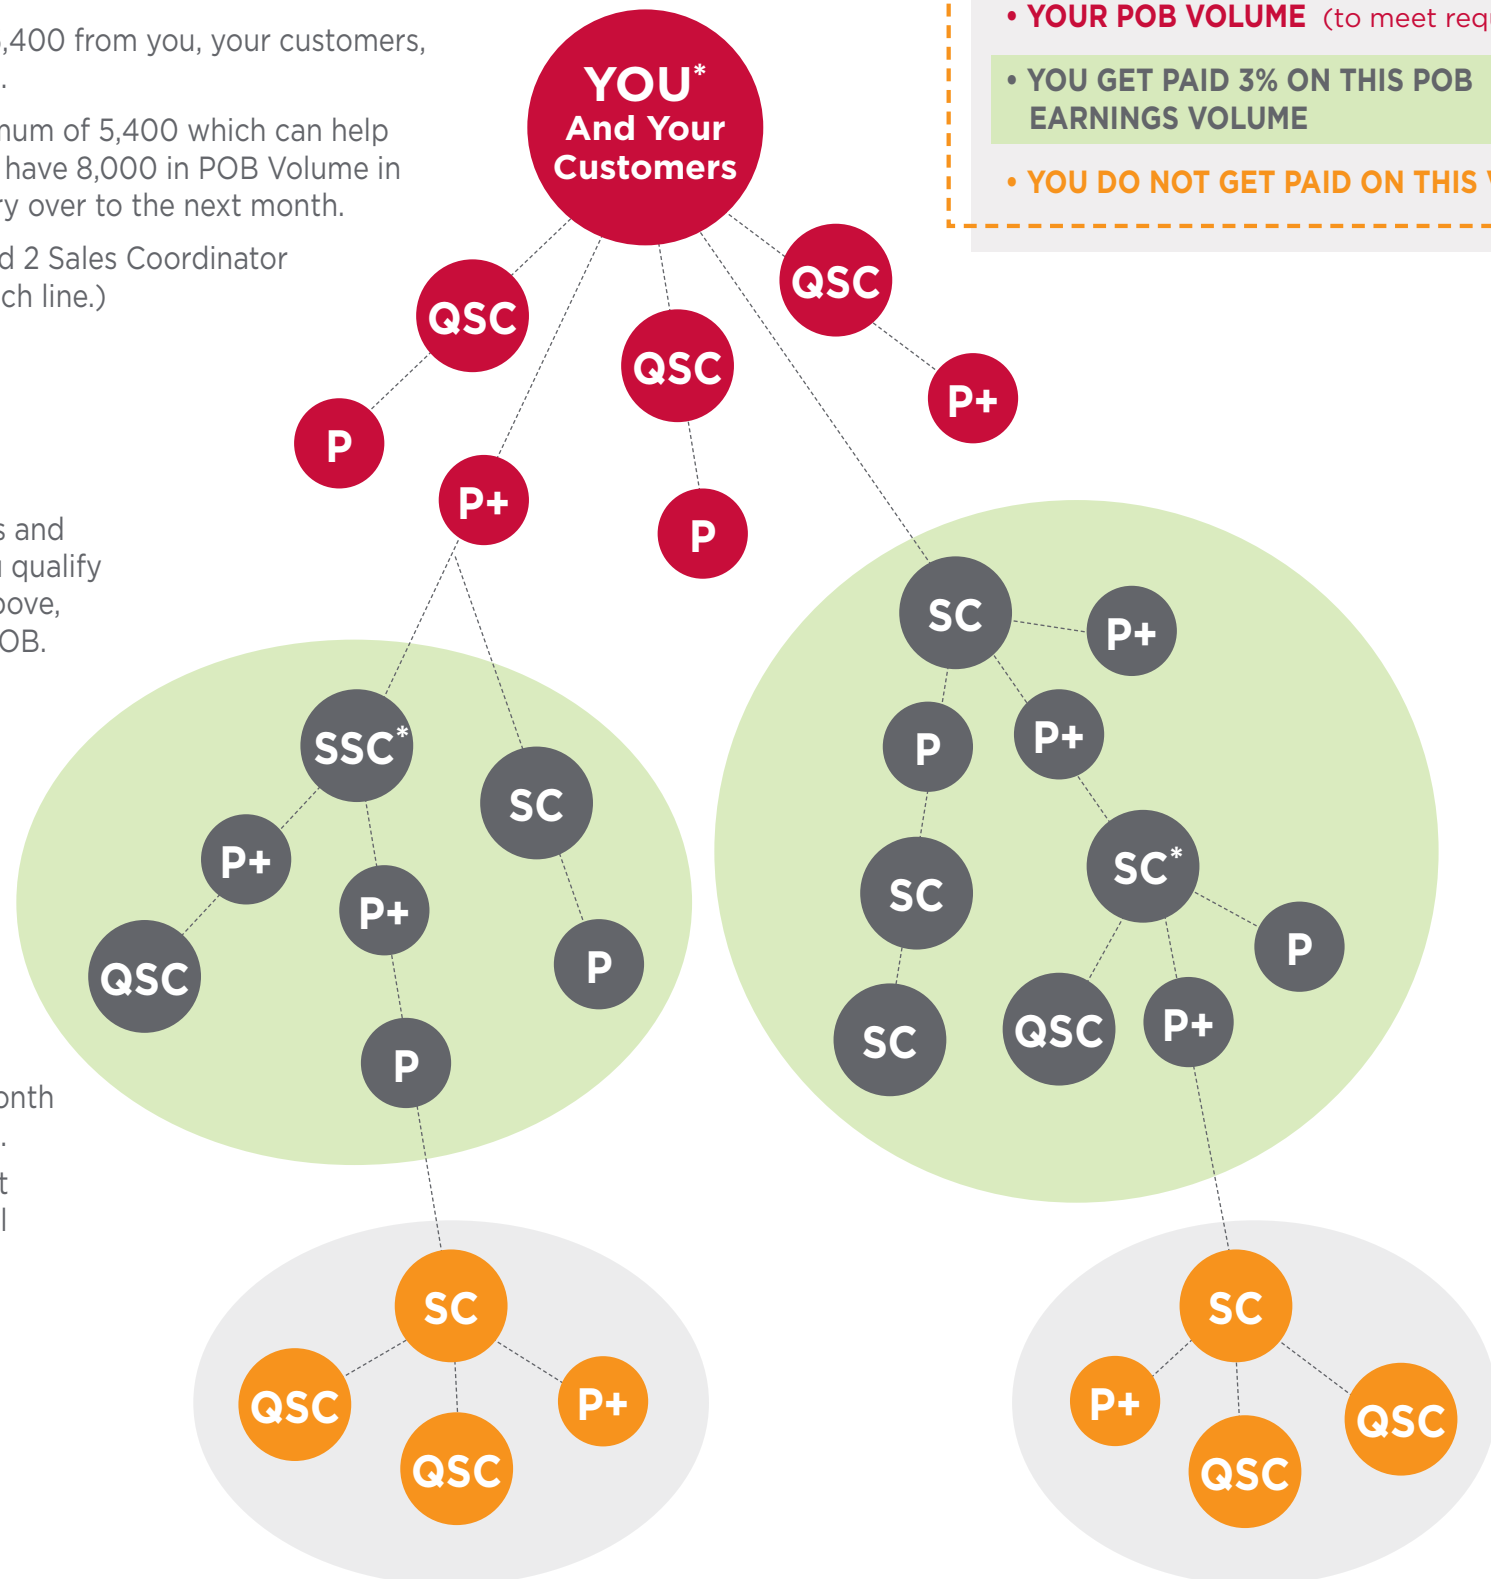 ,400 from you, your customers,
.
num of 5,400 which can help
have 8,000 in POB Volume in
ry over to the next month.
d 2 Sales Coordinator
ch line.)
• YOUR POB VOLUME (to meet requ
• YOU GET PAID 3% ON THIS POB
EARNINGS VOLUME
• YOU DO NOT GET PAID ON THIS V
YOU*
And Your
Customers
QSC
QSC
QSC
P+
P
P+
P
s and
qualify
bove,
OB.
SC
P+
SSC*
SC
P
P+
P+
P+
SC
SC*
QSC
P
P
SC
QSC
P+
P
onth
.
t
l
SC
QSC
QSC
P+
SC
P+
QSC
QSC